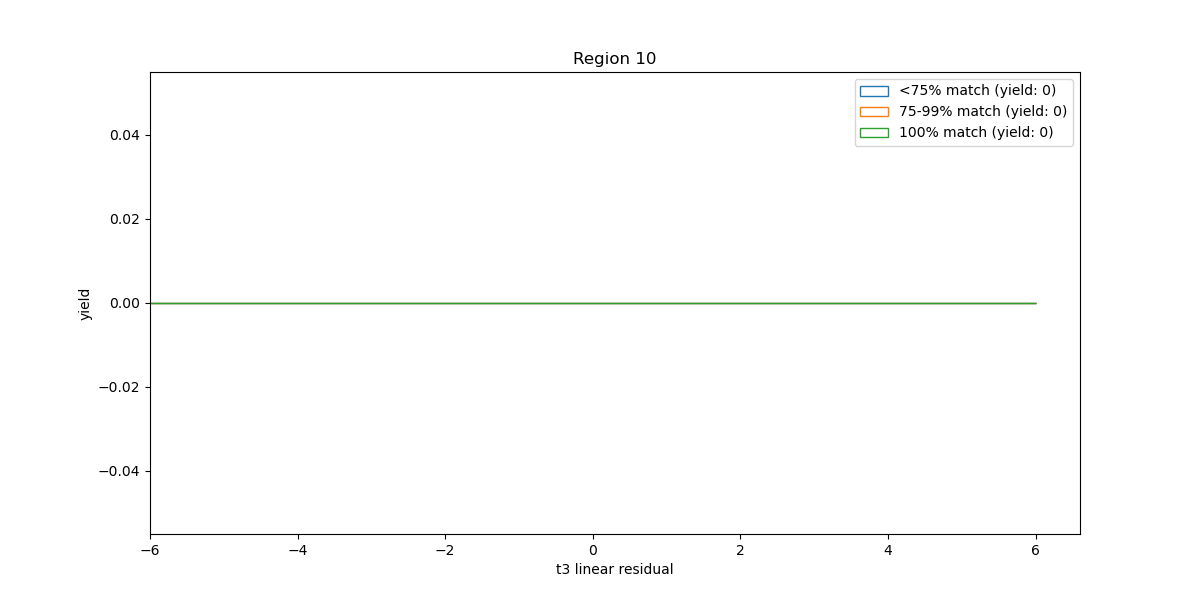 Region 10
<75% match (yield: 0)
75-99% match (yield: 0)
100% match (yield: 0)
0.04
0.02
0.00
−0.02
−0.04
yield
−6
−4
−2
0
2
4
6
t3 linear residual